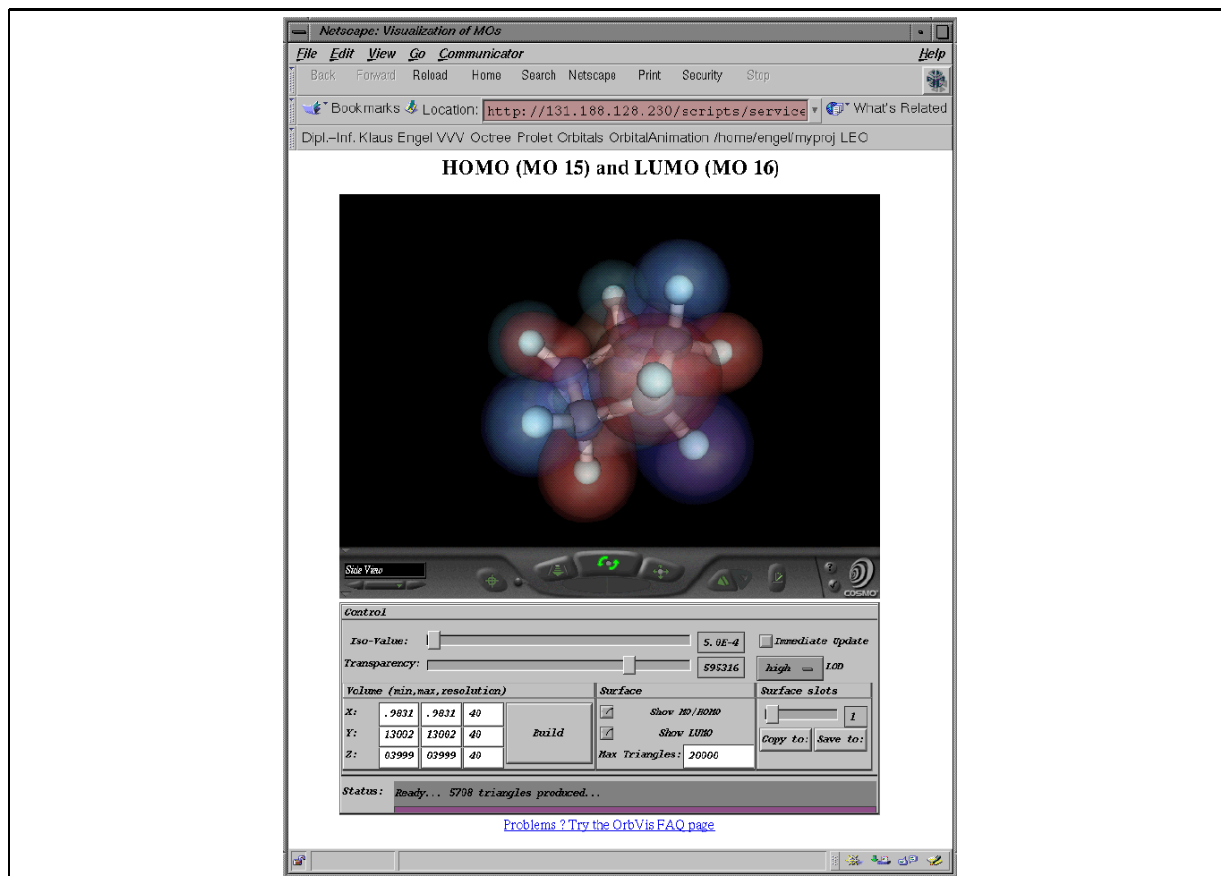 Netscape: Visualization of MOs
File Edit View Go Communicator Help
Back Forward Reload Home Search Netscape Print Security Stop
Bookmarks Location: http://131.188.128.230/scripts/service What's Related
Dipl.-Inf. Klaus Engel VVV Octree Prolet Orbitals OrbitalAnimation /home/engel/myproj LEO
HOMO (MO 15) and LUMO (MO 16)
Side View
COSMO
Control
Iso-Value: 5.0E-4 Immediate Update
Transparency: 595316 high LOD
Volume (min,max,resolution) Surface Surface slots
X: .9831 .9831 40 Show MO/HOMO 1
Y: 13002 13002 40 Build Show LUMO Copy to: Save to:
Z: 03999 03999 40 Max Triangles: 20000
Status: Ready... 5708 triangles produced...
Problems ? Try the OrbVis FAQ page